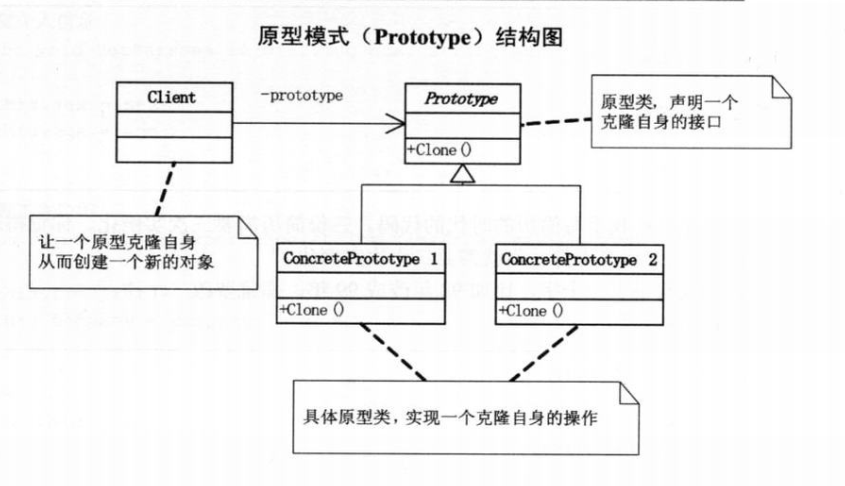 原型模式（Prototype）结构图
Client
-prototype
Prototype
+Clone()
原型类，声明一个
克隆自身的接口
让一个原型克隆自身
从而创建一个新的对象
ConcretePrototype 1
+Clone()
ConcretePrototype 2
+Clone()
具体原型类，实现一个克隆自身的操作